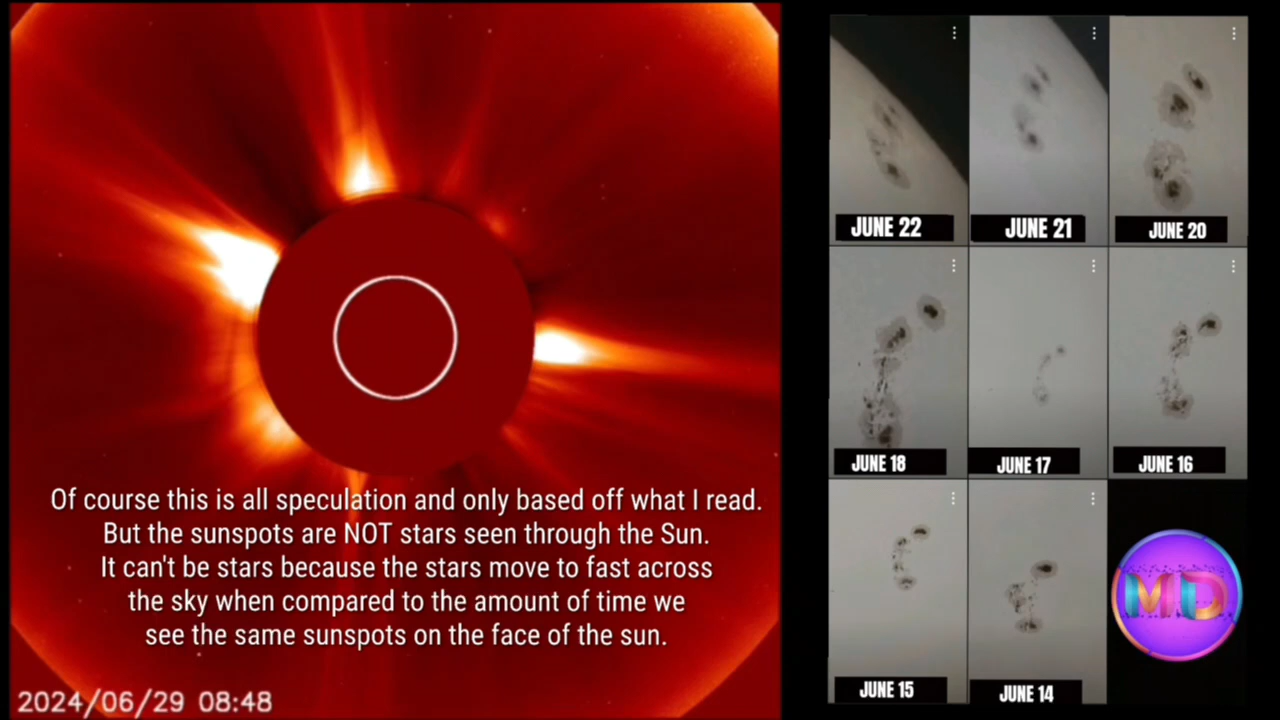 Of course this is all speculation and only based off what I read.
But the sunspots are NOT stars seen through the Sun.
It can't be stars because the stars move to fast across
the sky when compared to the amount of time we
see the same sunspots on the face of the sun.
2024/06/29 08:48
JUNE 22
JUNE 21
JUNE 20
JUNE 18
JUNE 17
JUNE 16
JUNE 15
JUNE 14
MD